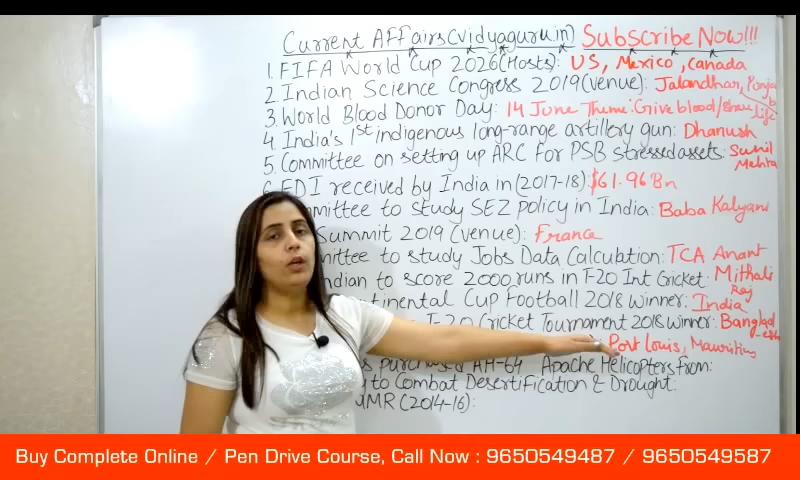 Current Affairs(vidyaguru.in) Subscribe Now!!!
1. FIFA World Cup 2026(Hosts): US, Mexico, Canada
2. Indian Science Congress 2019(venue): Jalandhar, Punjab
3. World Blood Donor Day: 14 June Theme: Give blood/share life
4. India's 1st indigenous long-range artillery gun: Dhanush
5. Committee on setting up ARC for PSB stressed assets: Sunil Mehta
6. FDI received by India in (2017-18): $61.96 Bn
mmittee to study SEZ policy in India: Baba Kalyani
Summit 2019 (venue): France
mittee to study Jobs Data Calculation: TCA Anant
ndian to score 2000 runs in T-20 Int Cricket: Mithali Raj
tinental Cup Football 2018 Winner: India
T-20 Cricket Tournament 2018 Winner: Bangladesh
Port Louis, Mauritius
s purchased AH-64 Apache Helicopters from:
to Combat Desertification & Drought:
MMR (2014-16):
Buy Complete Online / Pen Drive Course, Call Now : 9650549487 / 9650549587